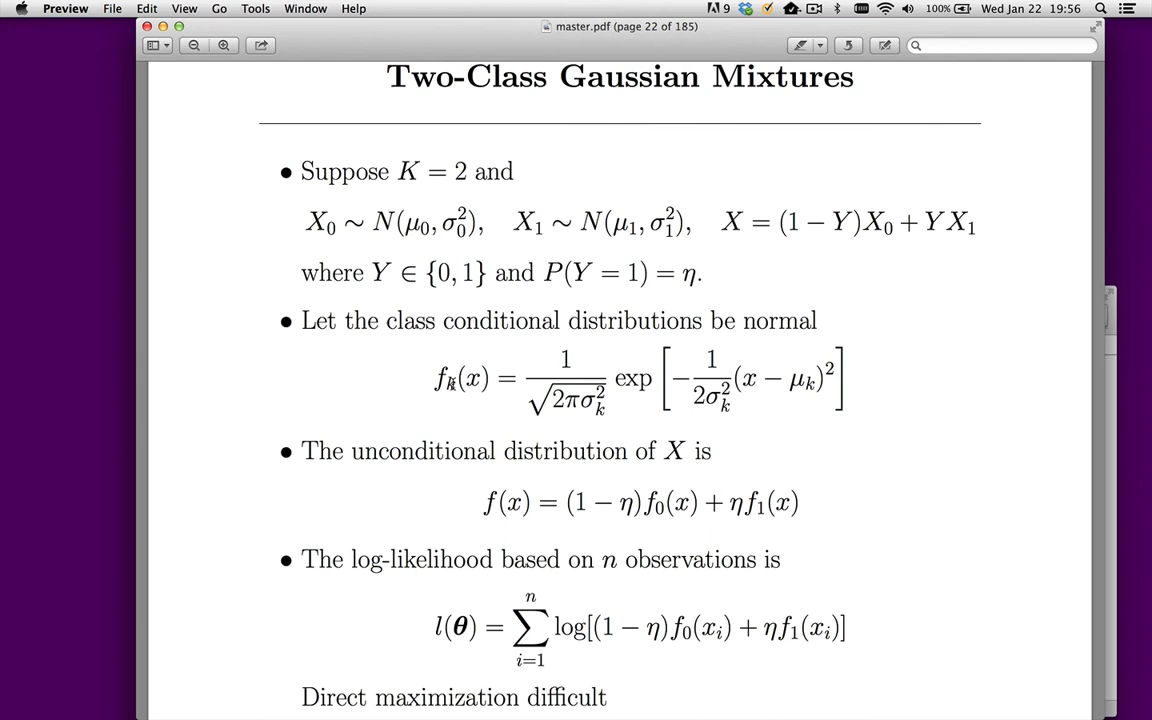 Preview File Edit View Go Tools Window Help 9 100% Wed Jan 22 19:56
master.pdf (page 22 of 185)
Two-Class Gaussian Mixtures
• Suppose K = 2 and
X₀ ∼ N(μ₀, σ₀²), X₁ ∼ N(μ₁, σ₁²), X = (1 − Y)X₀ + YX₁
where Y ∈ {0, 1} and P(Y = 1) = η.
• Let the class conditional distributions be normal
fₖ(x) = 1/√(2πσₖ²) exp [−1/(2σₖ²) (x − μₖ)²]
• The unconditional distribution of X is
f(x) = (1 − η)f₀(x) + ηf₁(x)
• The log-likelihood based on n observations is
l(θ) = ∑ᵢ₌₁ⁿ log[(1 − η)f₀(xᵢ) + ηf₁(xᵢ)]
Direct maximization difficult